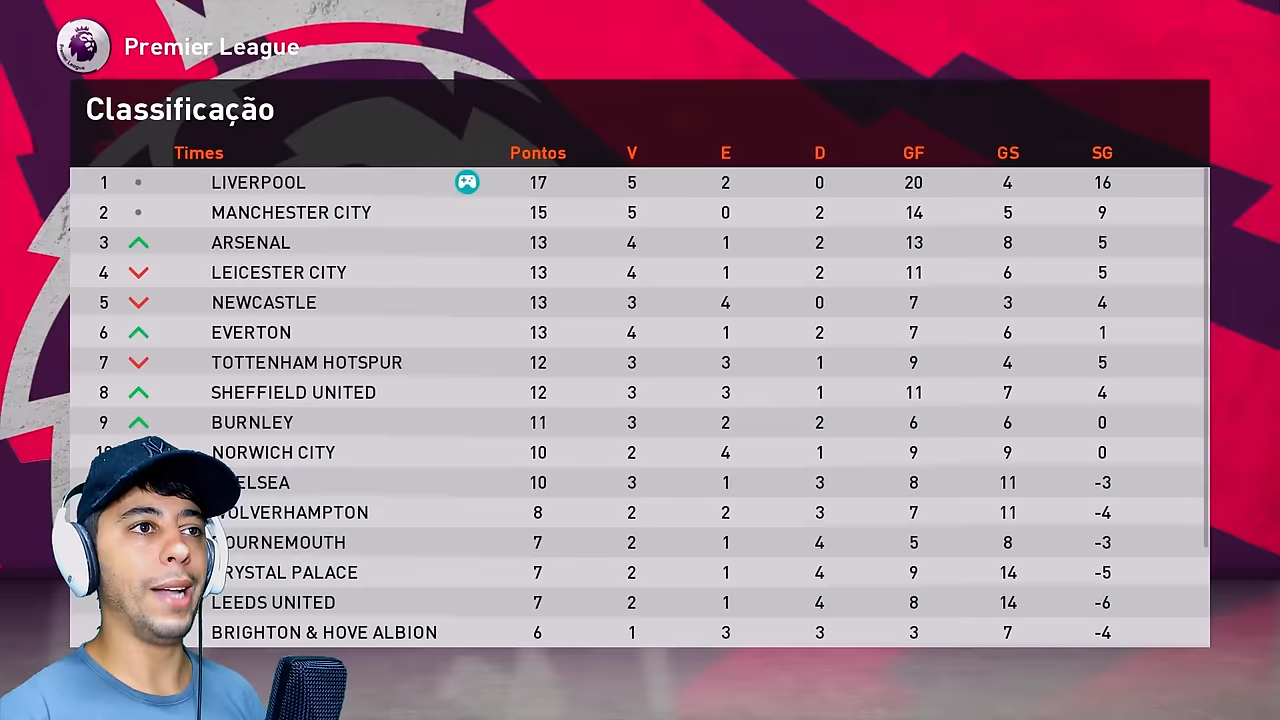 Premier League
Classificação
Times Pontos V E D GF GS SG
1 LIVERPOOL 17 5 2 0 20 4 16
2 MANCHESTER CITY 15 5 0 2 14 5 9
3 ARSENAL 13 4 1 2 13 8 5
4 LEICESTER CITY 13 4 1 2 11 6 5
5 NEWCASTLE 13 3 4 0 7 3 4
6 EVERTON 13 4 1 2 7 6 1
7 TOTTENHAM HOTSPUR 12 3 3 1 9 4 5
8 SHEFFIELD UNITED 12 3 3 1 11 7 4
9 BURNLEY 11 3 2 2 6 6 0
10 NORWICH CITY 10 2 4 1 9 9 0
ELSEA 10 3 1 3 8 11 -3
WOLVERHAMPTON 8 2 2 3 7 11 -4
BOURNEMOUTH 7 2 1 4 5 8 -3
CRYSTAL PALACE 7 2 1 4 9 14 -5
LEEDS UNITED 7 2 1 4 8 14 -6
BRIGHTON & HOVE ALBION 6 1 3 3 3 7 -4